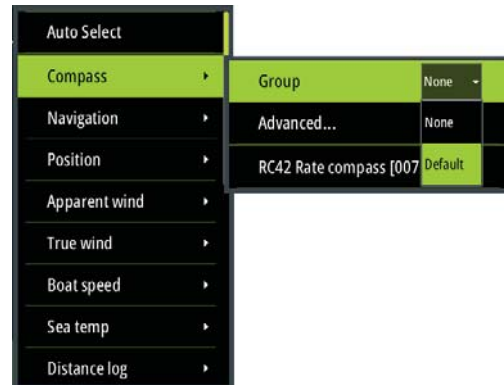 Auto Select
Compass
Group
None
Navigation
Advanced...
None
Position
RC42 Rate compass [007
Default
Apparent wind
True wind
Boat speed
Sea temp
Distance log